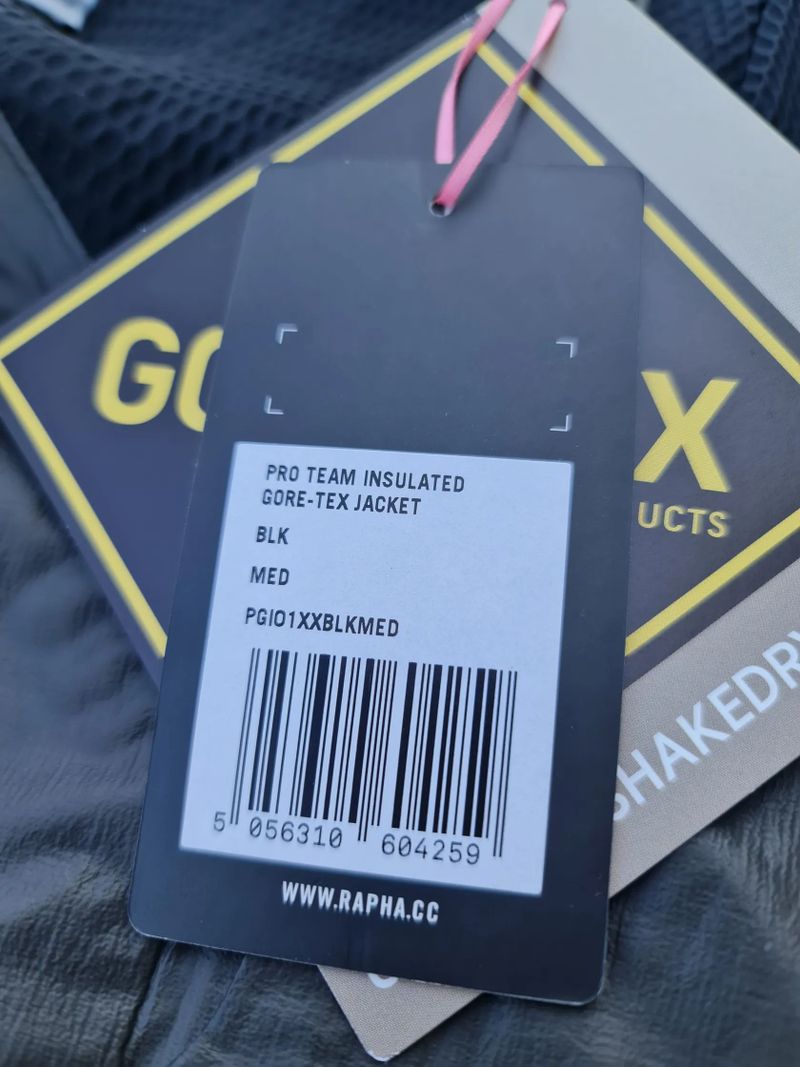 GO
X
UCTS
PRO TEAM INSULATED
GORE-TEX JACKET
BLK
MED
PGI01XXBLKMED
5 056310 604259
WWW.RAPHA.CC
SHAKEDRY